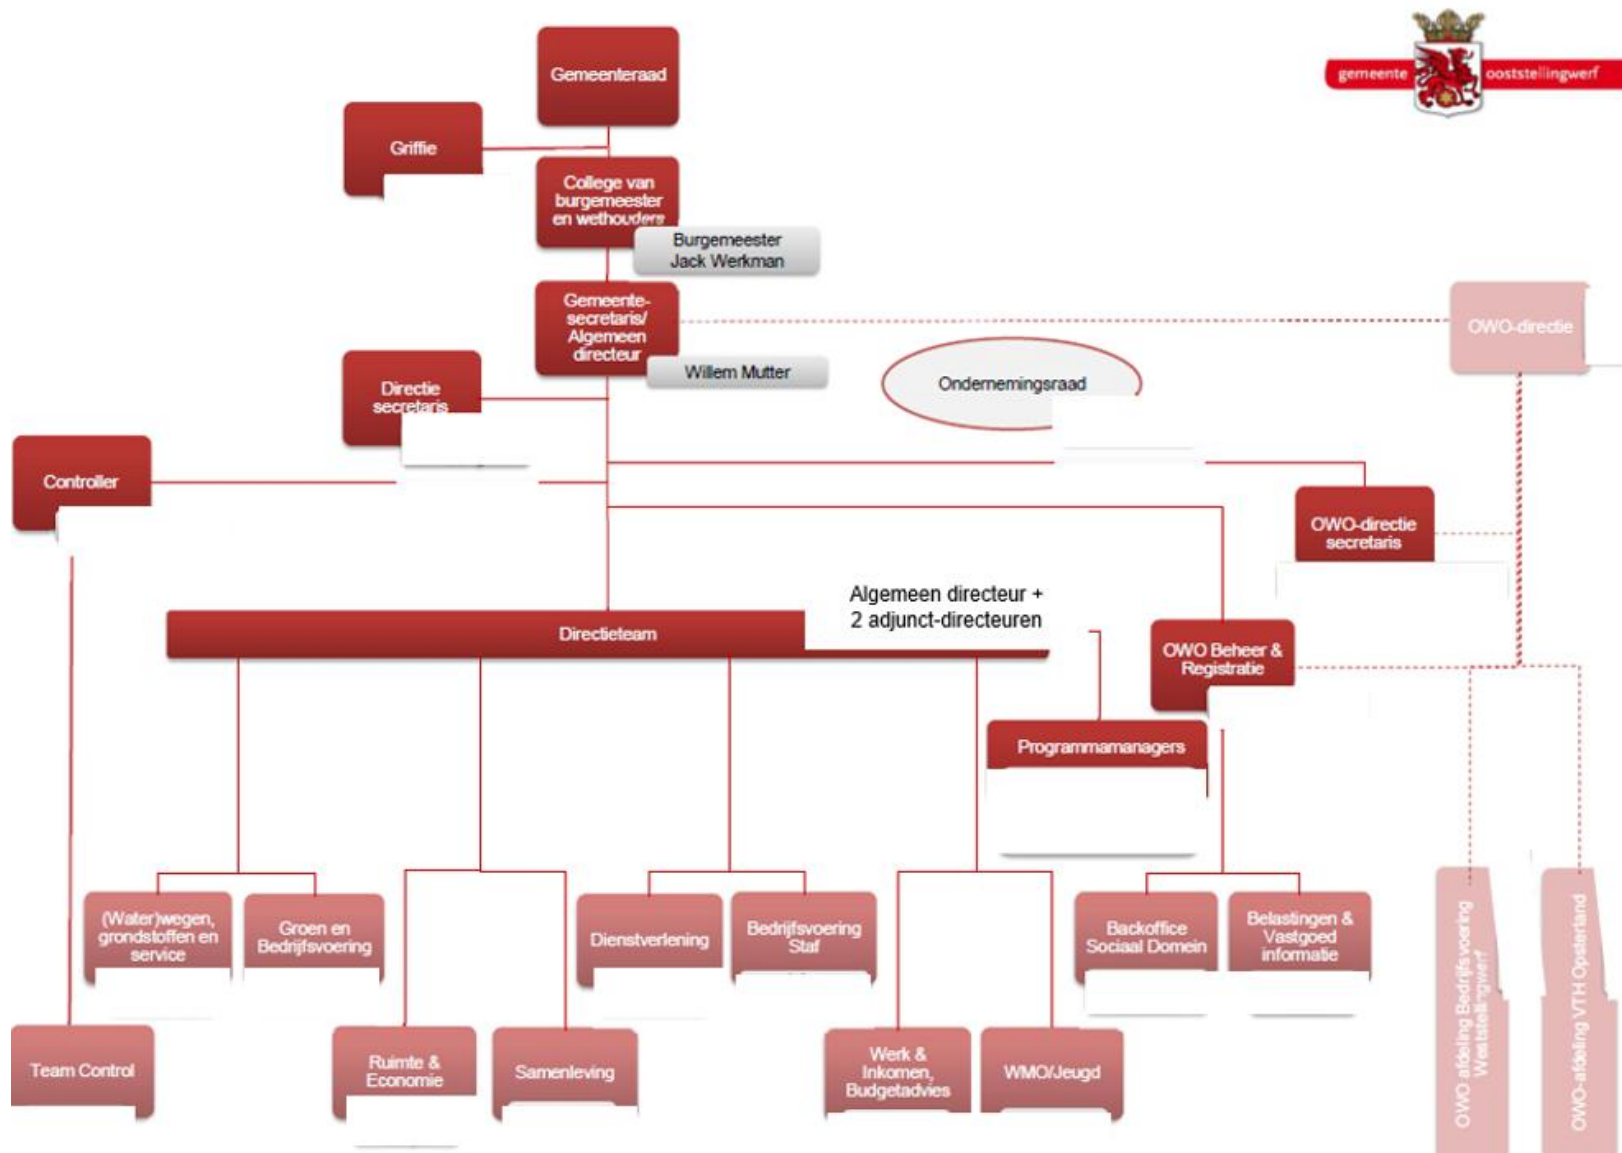 Gemeenteraad
gemeente
ooststellingwerf
Griffie
College van
burgemeester
en wethouders
Burgemeester
Jack Werkman
Gemeente-
secretaris/
Algemeen
directeur
Willem Mutter
OWO-directie
Ondernemingsraad
Directie
secretaris
Controller
OWO-directie
secretaris
Algemeen directeur +
2 adjunct-directeuren
Directieteam
OWO Beheer &
Registratie
Programmamanagers
(Water)wegen,
grondstoffen en
service
Groen en
Bedrijfsvoering
Dienstverlening
Bedrijfsvoering
Staf
Backoffice
Sociaal Domein
Belastingen &
Vastgoed
informatie
OWO afdeling Bedrijfsvoering
Weststellingwerf
OWO-afdeling VTH Opsterland
Team Control
Ruimte &
Economie
Samenleving
Werk &
Inkomen,
Budgetadvies
WMO/Jeugd